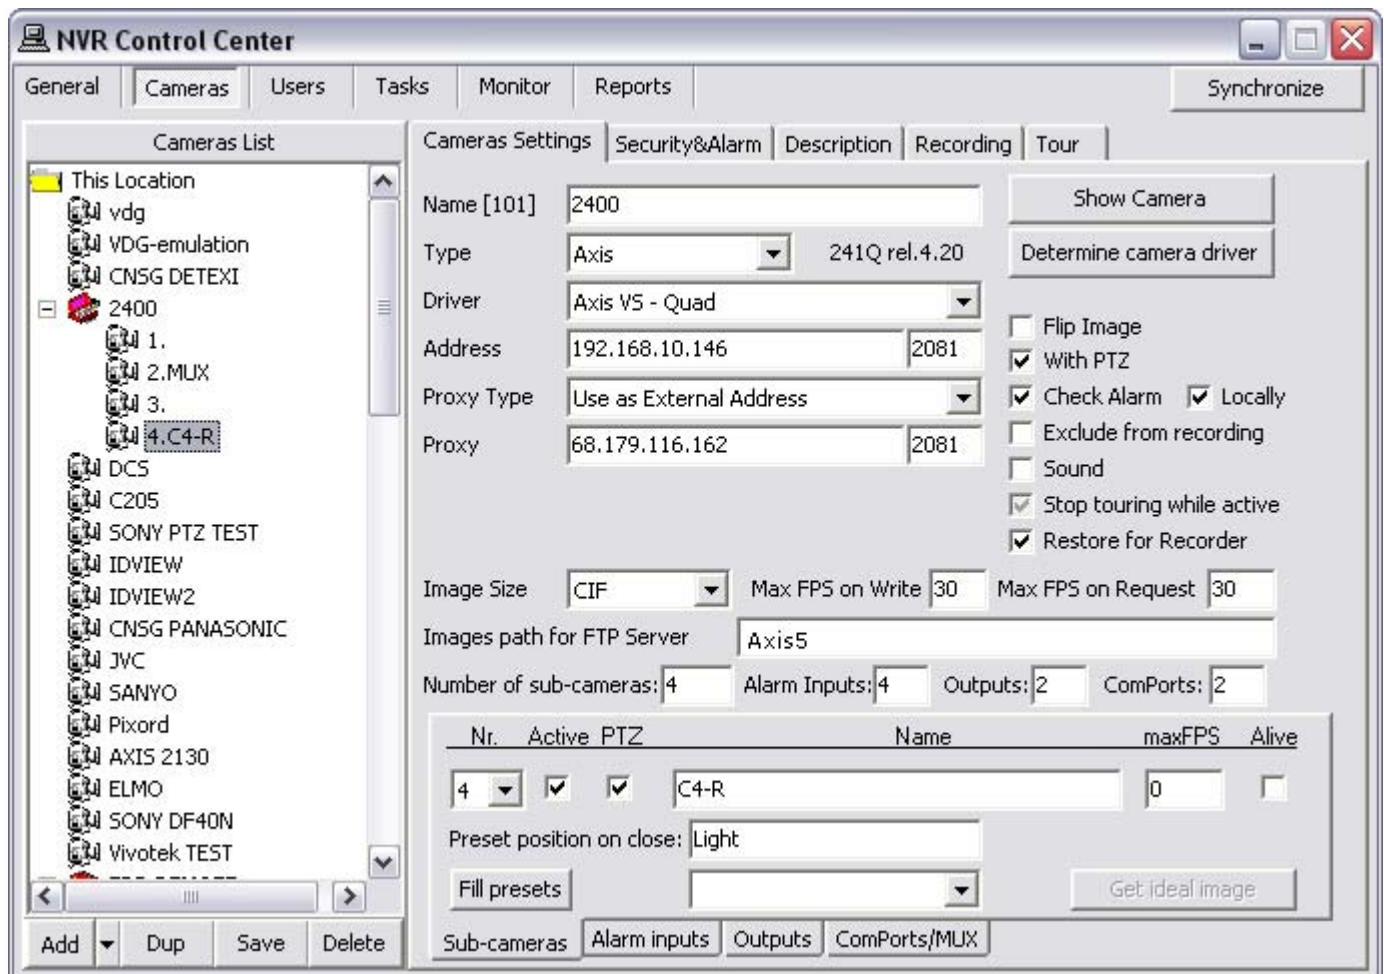 NVR Control Center
General Cameras Users Tasks Monitor Reports Synchronize
Cameras List
This Location
vdg
VDG-emulation
CNSG DETEXI
2400
1.
2.MUX
3.
4.C4-R
DCS
C205
SONY PTZ TEST
IDVIEW
IDVIEW2
CNSG PANASONIC
JVC
SANYO
Pixord
AXIS 2130
ELMO
SONY DF40N
Vivotek TEST
Add Dup Save Delete
Cameras Settings Security&Alarm Description Recording Tour
Name [101] 2400 Show Camera
Type Axis 241Q rel.4.20 Determine camera driver
Driver Axis VS - Quad
Flip Image
Address 192.168.10.146 2081
With PTZ
Proxy Type Use as External Address
Check Alarm Locally
Proxy 68.179.116.162 2081
Exclude from recording
Sound
Stop touring while active
Restore for Recorder
Image Size CIF Max FPS on Write 30 Max FPS on Request 30
Images path for FTP Server Axis5
Number of sub-cameras: 4 Alarm Inputs: 4 Outputs: 2 ComPorts: 2
Nr. Active PTZ Name maxFPS Alive
4 C4-R 0
Preset position on close: Light
Fill presets Get ideal image
Sub-cameras Alarm inputs Outputs ComPorts/MUX